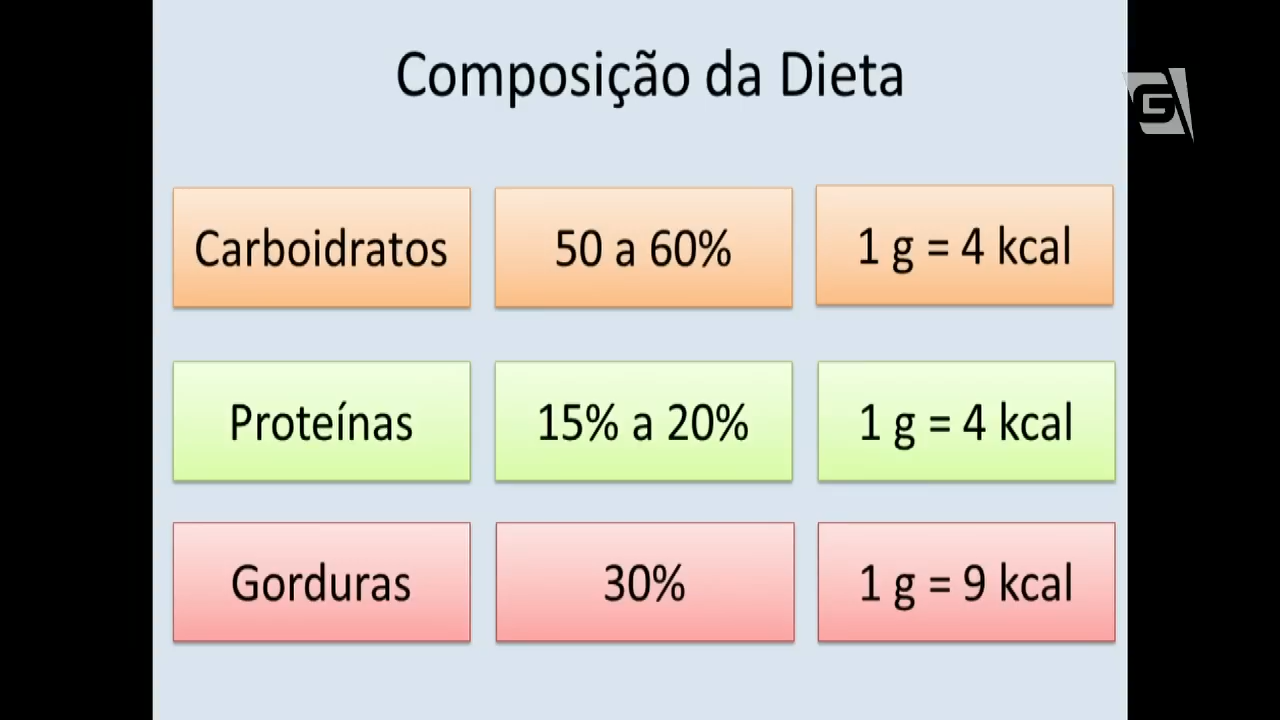 Composição da Dieta
Carboidratos 50 a 60% 1 g = 4 kcal
Proteínas 15% a 20% 1 g = 4 kcal
Gorduras 30% 1 g = 9 kcal
G